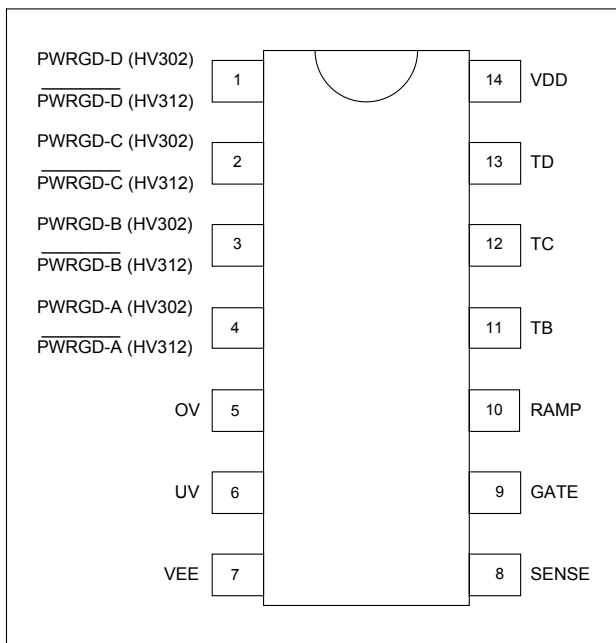 PWRGD-D (HV302)
PWRGD-D (HV312)
PWRGD-C (HV302)
PWRGD-C (HV312)
PWRGD-B (HV302)
PWRGD-B (HV312)
PWRGD-A (HV302)
PWRGD-A (HV312)
OV
UV
VEE
1
2
3
4
5
6
7
14
13
12
11
10
9
8
VDD
TD
TC
TB
RAMP
GATE
SENSE